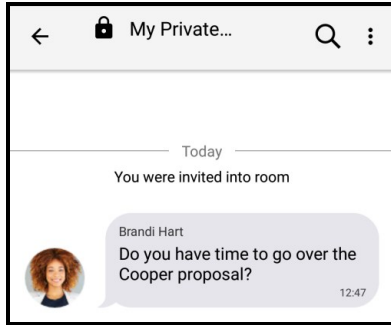 My Private...
Today
You were invited into room
Brandi Hart
Do you have time to go over the
Cooper proposal?
12:47